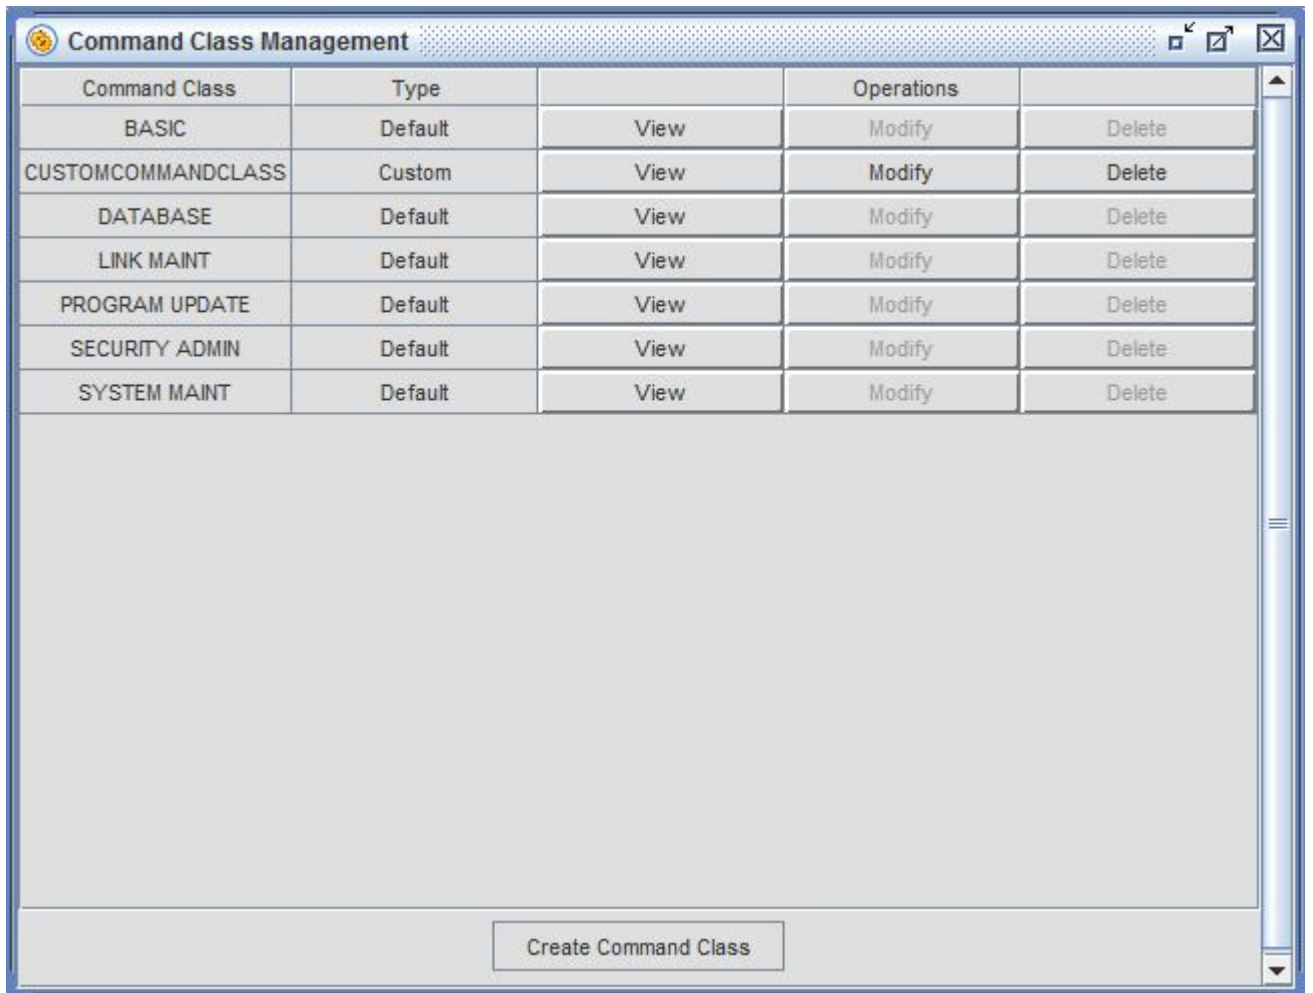 Command Class Management
Command Class Type Operations
BASIC Default View Modify Delete
CUSTOMCOMMANDCLASS Custom View Modify Delete
DATABASE Default View Modify Delete
LINK MAINT Default View Modify Delete
PROGRAM UPDATE Default View Modify Delete
SECURITY ADMIN Default View Modify Delete
SYSTEM MAINT Default View Modify Delete
Create Command Class